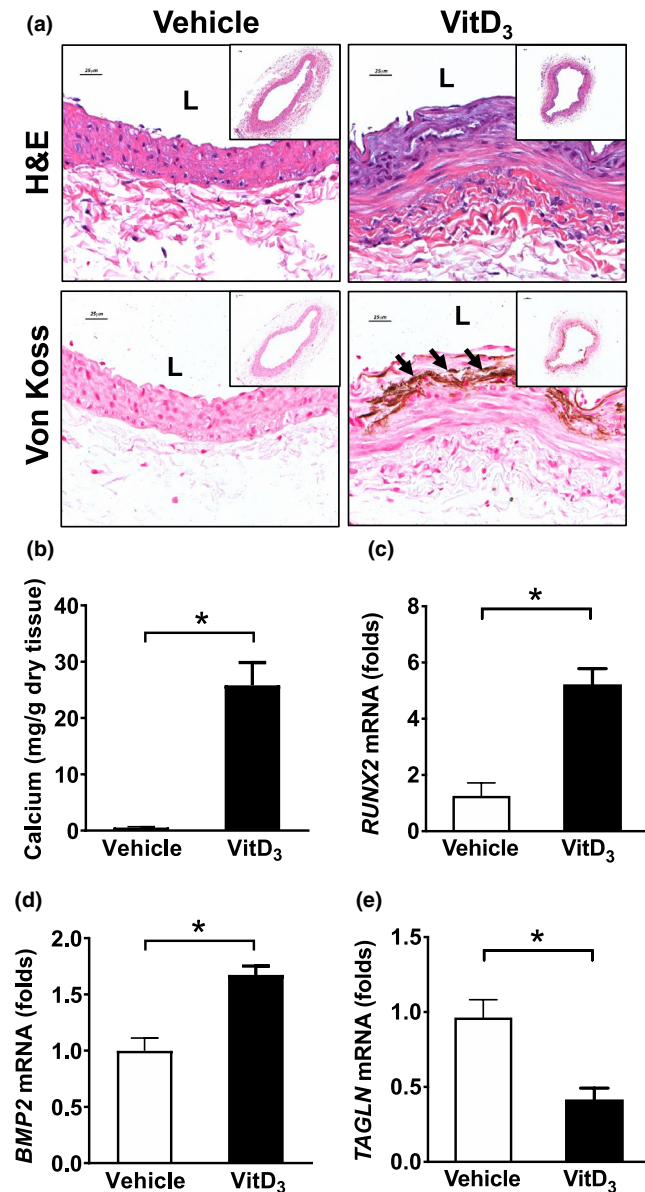 (a)
Vehicle
VitD₃
H&E
25μm
L
25μm
L
Von Koss
25μm
L
25μm
L
(b)
Calcium (mg/g dry tissue)
40
30
20
10
0
*
Vehicle
VitD₃
(c)
RUNX2 mRNA (folds)
8
6
4
2
0
*
Vehicle
VitD₃
(d)
BMP2 mRNA (folds)
2.0
1.5
1.0
0.5
0.0
*
Vehicle
VitD₃
(e)
TAGLN mRNA (folds)
1.5
1.0
0.5
0.0
*
Vehicle
VitD₃